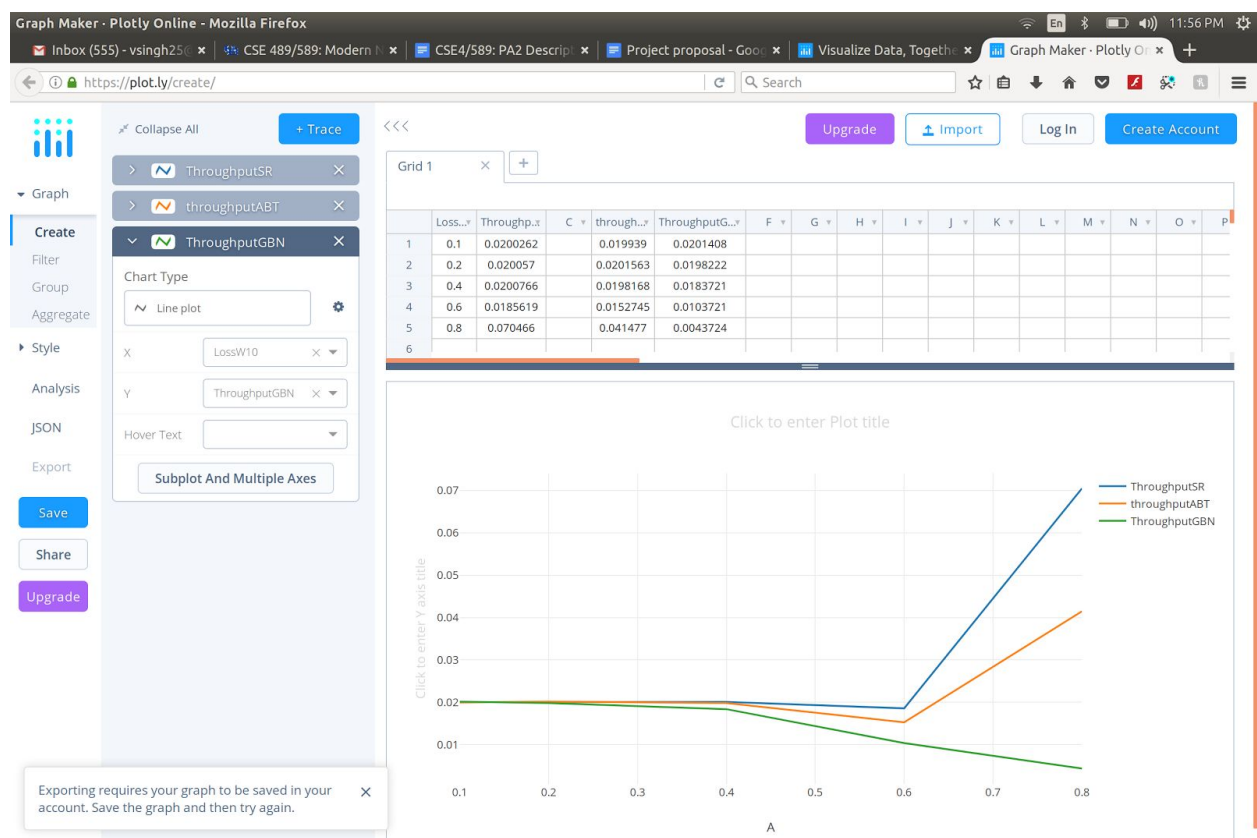 Graph Maker · Plotly Online - Mozilla Firefox
En
11:56 PM
Inbox (555) - vsingh25@
CSE 489/589: Modern N
CSE4/589: PA2 Descript
Project proposal - Goog
Visualize Data, Togethe
Graph Maker · Plotly On
https://plot.ly/create/
Search
Collapse All
+ Trace
<<<
Upgrade
Import
Log In
Create Account
ThroughputSR
throughputABT
ThroughputGBN
Graph
Create
Filter
Group
Aggregate
Style
Analysis
JSON
Export
Save
Share
Upgrade
Chart Type
Line plot
X LossW10
Y ThroughputGBN
Hover Text
Subplot And Multiple Axes
Grid 1
+
Loss... Throughp... C through... ThroughputG... F G H I J K L M N O P
1 0.1 0.0200262 0.019939 0.0201408
2 0.2 0.020057 0.0201563 0.0198222
3 0.4 0.0200766 0.0198168 0.0183721
4 0.6 0.0185619 0.0152745 0.0103721
5 0.8 0.070466 0.041477 0.0043724
6
Click to enter Plot title
Click to enter Y axis title
0.07
0.06
0.05
0.04
0.03
0.02
0.01
0.1 0.2 0.3 0.4 0.5 0.6 0.7 0.8
A
ThroughputSR
throughputABT
ThroughputGBN
Exporting requires your graph to be saved in your
account. Save the graph and then try again.